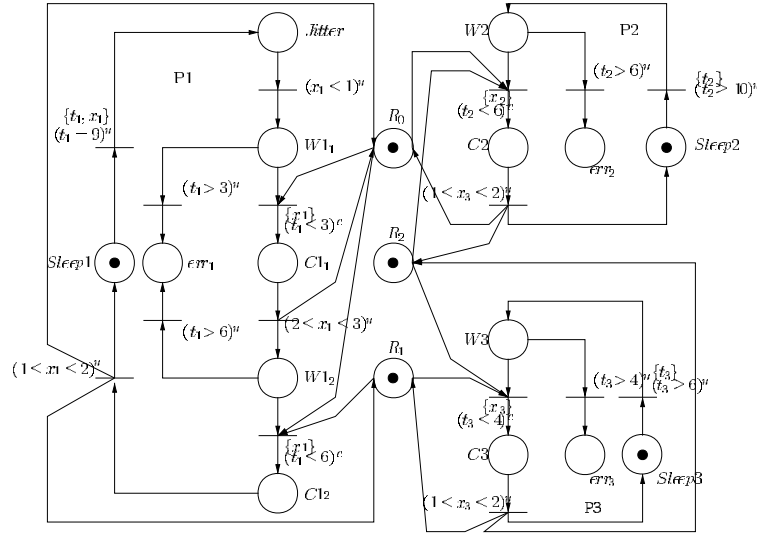 Jitter
P1
(x₁<1)ᵘ
{t₁, x₁}
(t₁−9)ᵘ
W1₁
(t₁>3)ᵘ
{x1}
(t₁<3)ᶜ
Sleep1
err₁
C1₁
(t₁>6)ᵘ
(2<x₁<3)ᵘ
(1<x₁<2)ᵘ
W1₂
{x1}
(t₁<6)ᶜ
C1₂
R₀
R₂
R₁
W2
P2
(t₂>6)ᵘ
{t₂}
(t₂>10)ᵘ
{x₂}
(t₂<6)ᶜ
C2
err₂
Sleep2
(1<x₃<2)ᵘ
W3
(t₃>4)ᵘ
{t₃}
(t₃>6)ᵘ
{x₃}
(t₃<4)ᶜ
C3
err₃
Sleep3
(1<x₃<2)ᵘ
P3